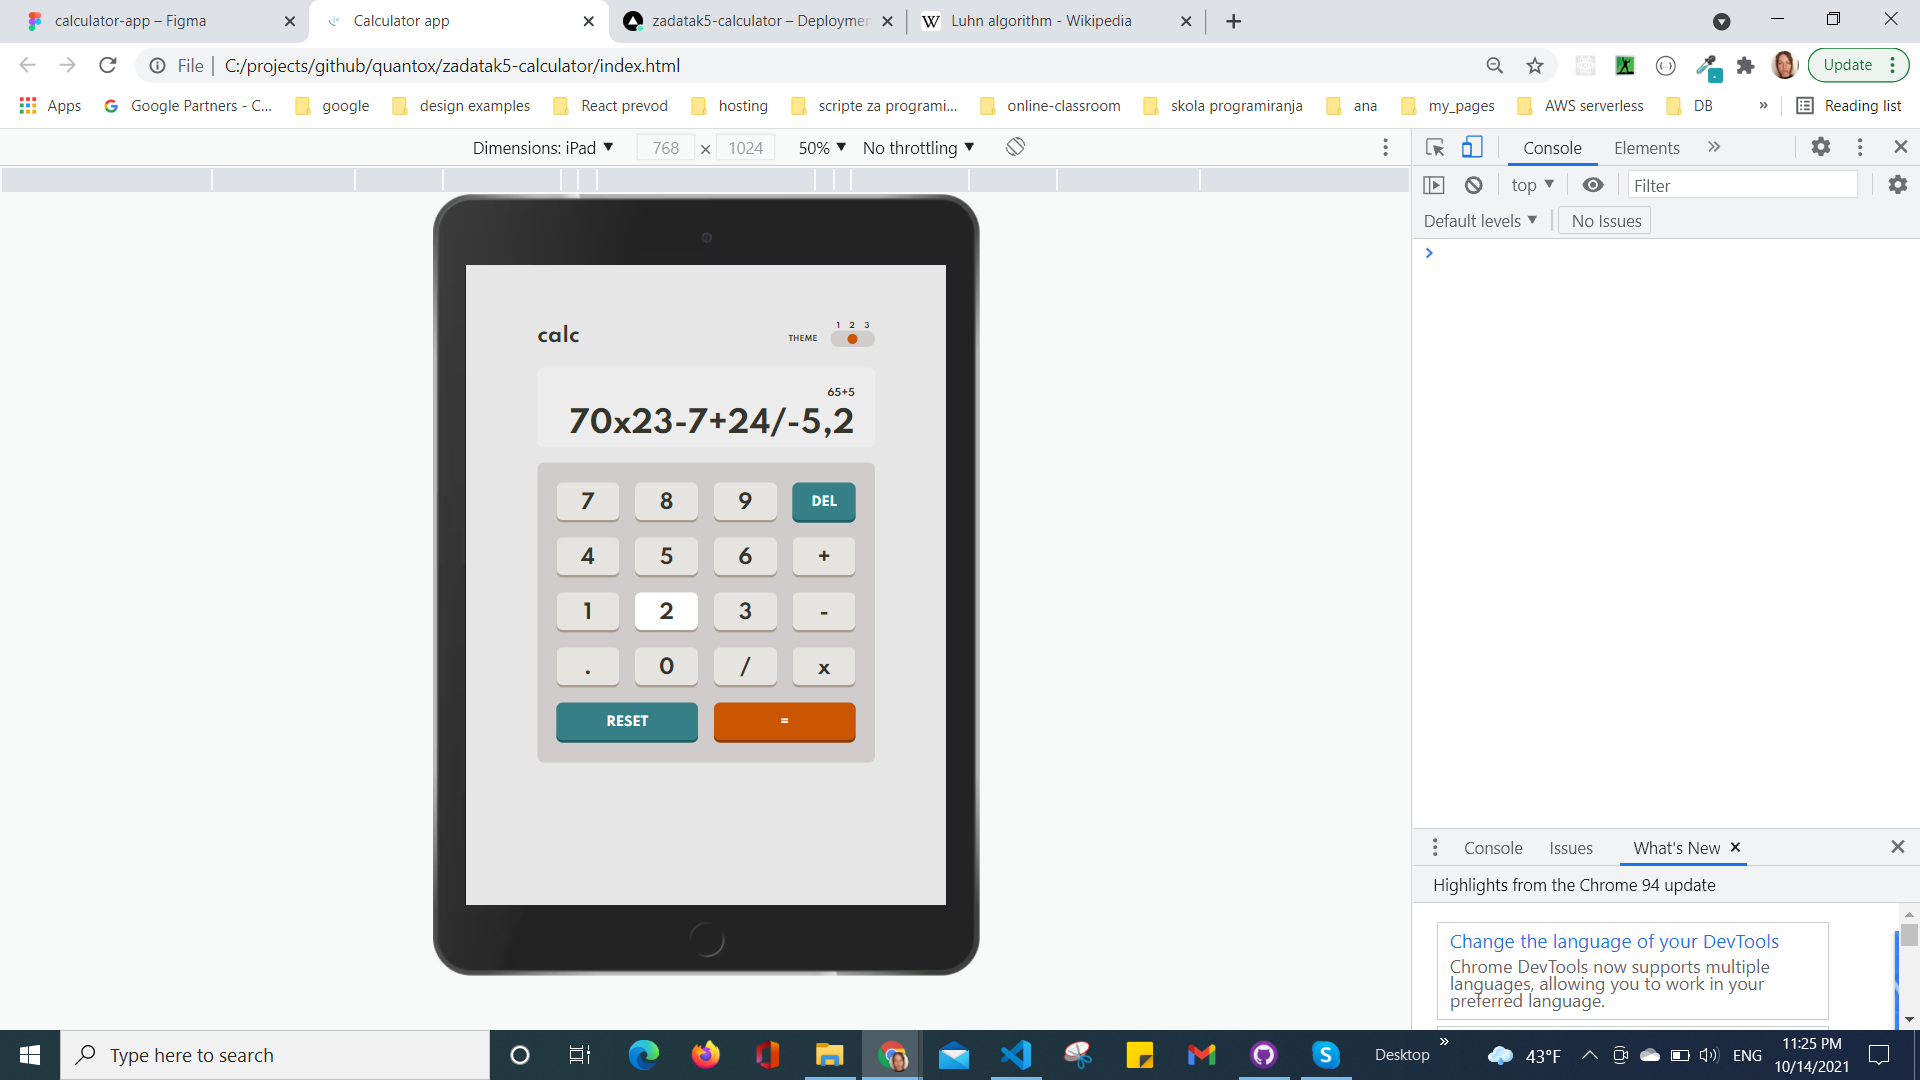 calculator-app – Figma
Calculator app
zadatak5-calculator – Deploymen
W Luhn algorithm - Wikipedia
File C:/projects/github/quantox/zadatak5-calculator/index.html
Update
Apps
Google Partners - C...
google
design examples
React prevod
hosting
scripte za programi...
online-classroom
skola programiranja
ana
my_pages
AWS serverless
DB
»
Reading list
Dimensions: iPad 768 × 1024 50% No throttling
Console Elements »
top Filter
Default levels No Issues
1 2 3
calc THEME
65+5
70x23-7+24/-5,2
7 8 9 DEL
4 5 6 +
1 2 3 -
. 0 / x
RESET =
Console Issues What's New
Highlights from the Chrome 94 update
Change the language of your DevTools
Chrome DevTools now supports multiple
languages, allowing you to work in your
preferred language.
Type here to search
Desktop »
43°F
ENG
11:25 PM
10/14/2021